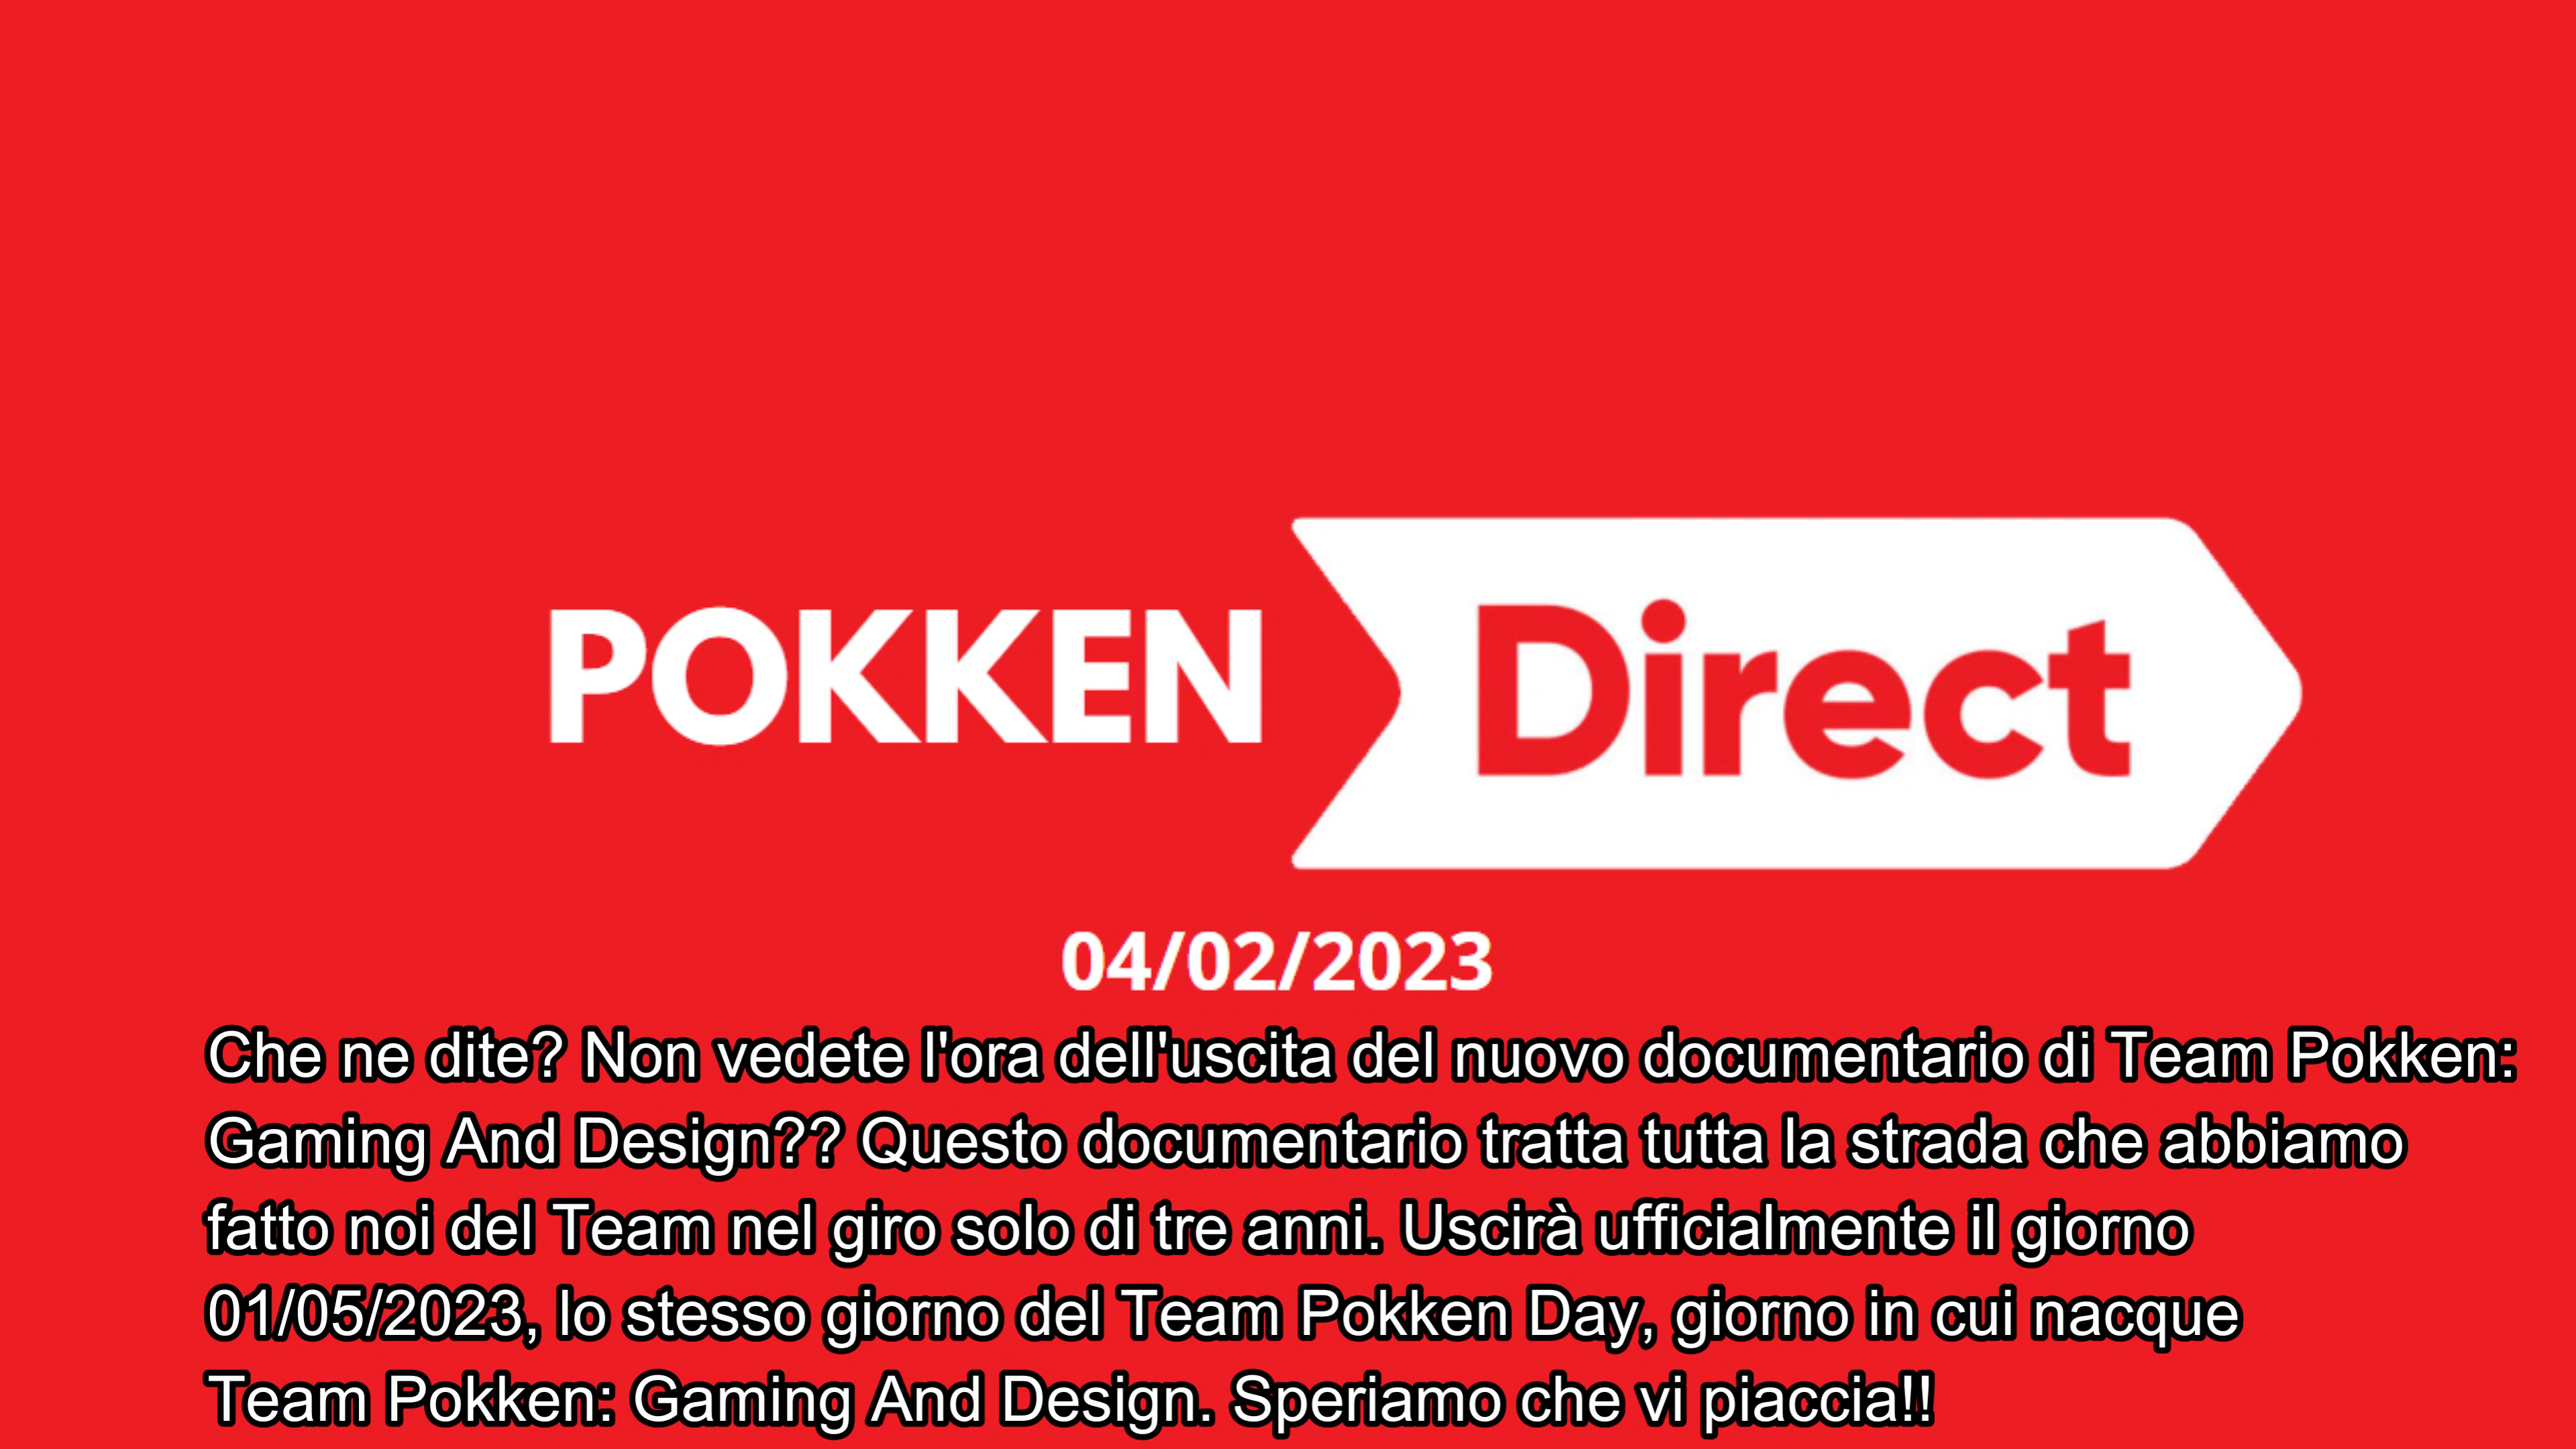 POKKEN Direct
04/02/2023
Che ne dite? Non vedete l'ora dell'uscita del nuovo documentario di Team Pokken:
Gaming And Design?? Questo documentario tratta tutta la strada che abbiamo
fatto noi del Team nel giro solo di tre anni. Uscirà ufficialmente il giorno
01/05/2023, lo stesso giorno del Team Pokken Day, giorno in cui nacque
Team Pokken: Gaming And Design. Speriamo che vi piaccia!!